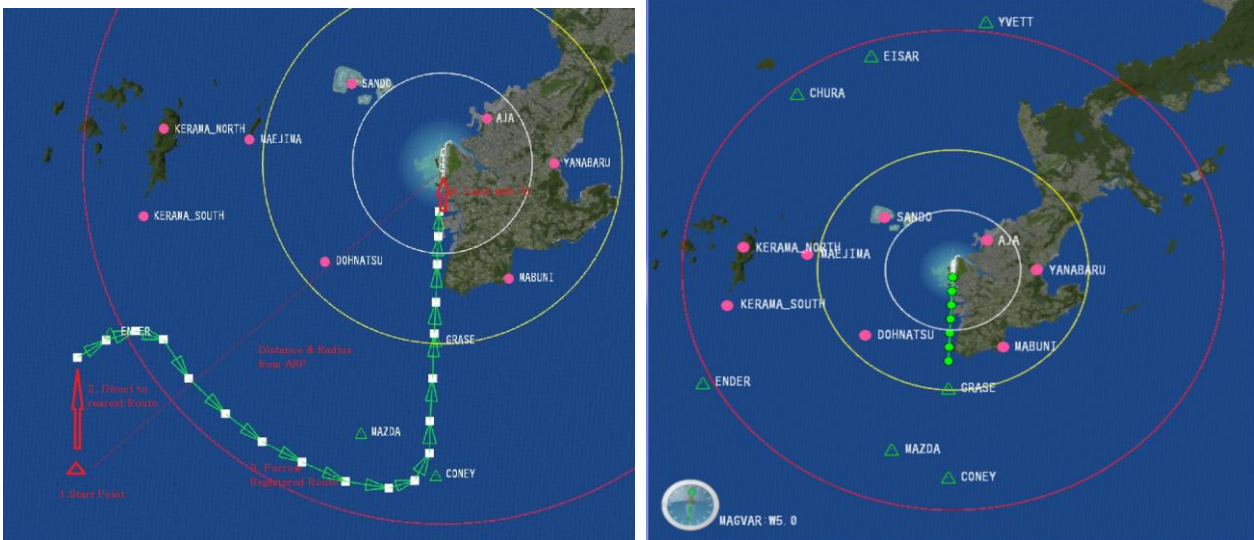 SANDO
AJA
KERAMA_NORTH
MAEJIMA
YANABARU
KERAMA_SOUTH
DOHNATSU
MABUNI
ENDER
GRASE
Distance & Radius
from ARP
2. Direct to
nearest Route
MAZDA
3. Forrow
Registered Route
CONEY
1.Start Point
YVETT
EISAR
CHURA
SANDO
AJA
KERAMA_NORTH
MAEJIMA
YANABARU
KERAMA_SOUTH
DOHNATSU
MABUNI
ENDER
GRASE
MAZDA
CONEY
MAGVAR:W5.0